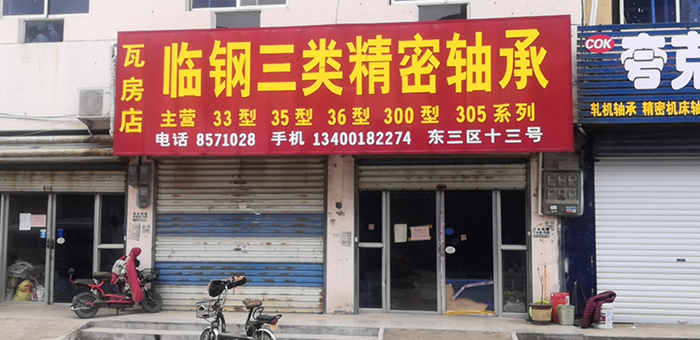 瓦房店
临钢三类精密轴承
主营 33型 35型 36型 300型 305系列
电话 8571028 手机 13400182274 东三区十三号
COK
夸克
轧机轴承 精密机床轴